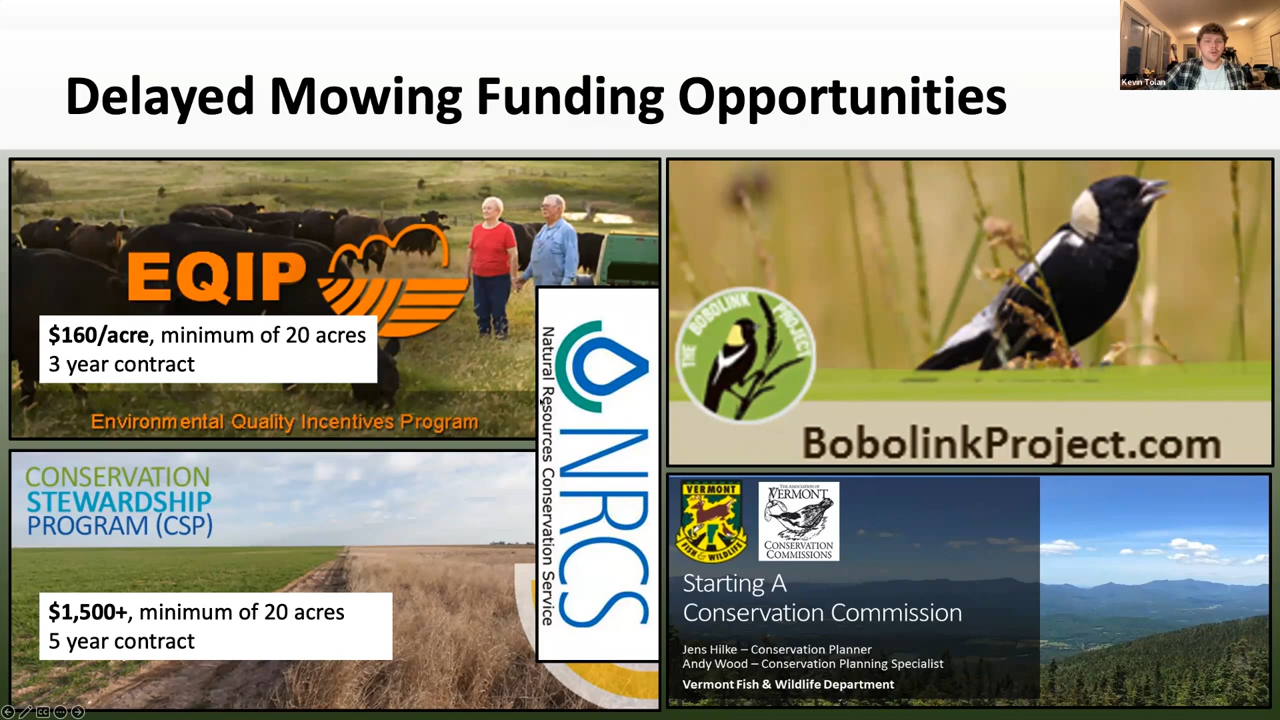 Delayed Mowing Funding Opportunities
Kevin Tolan
EQIP
$160/acre, minimum of 20 acres
3 year contract
Environmental Quality Incentives Program
CONSERVATION
STEWARDSHIP
PROGRAM (CSP)
$1,500+, minimum of 20 acres
5 year contract
NRCS
Natural Resources Conservation Service
THE BOBOLINK PROJECT
BobolinkProject.com
VERMONT
FISH & WILDLIFE
THE ASSOCIATION OF
VERMONT
CONSERVATION
COMMISSIONS
Starting A
Conservation Commission
Jens Hilke – Conservation Planner
Andy Wood – Conservation Planning Specialist
Vermont Fish & Wildlife Department
CC